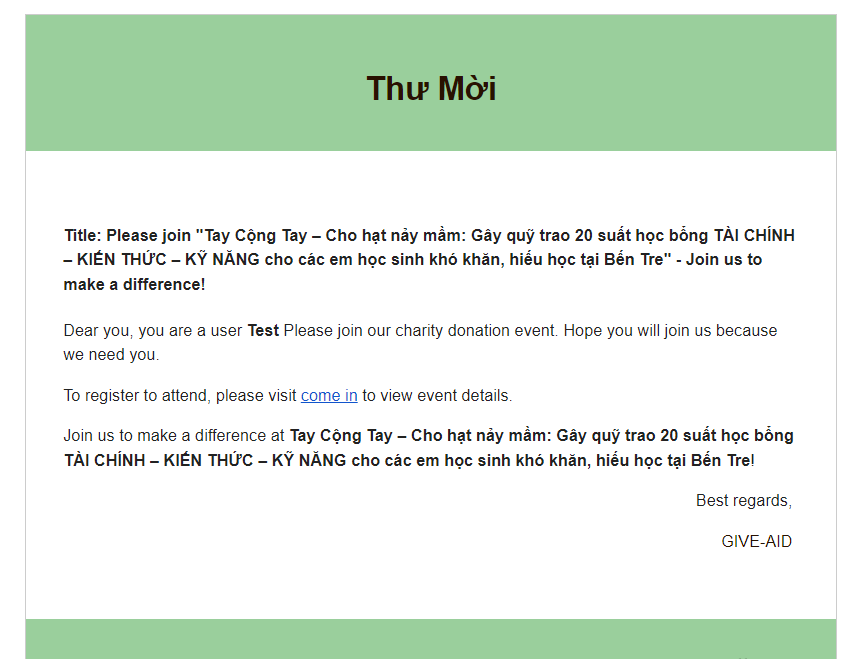 Thư Mời
Title: Please join "Tay Cộng Tay – Cho hạt nảy mầm: Gây quỹ trao 20 suất học bổng TÀI CHÍNH
– KIẾN THỨC – KỸ NĂNG cho các em học sinh khó khăn, hiếu học tại Bến Tre" - Join us to
make a difference!
Dear you, you are a user Test Please join our charity donation event. Hope you will join us because
we need you.
To register to attend, please visit come in to view event details.
Join us to make a difference at Tay Cộng Tay – Cho hạt nảy mầm: Gây quỹ trao 20 suất học bổng
TÀI CHÍNH – KIẾN THỨC – KỸ NĂNG cho các em học sinh khó khăn, hiếu học tại Bến Tre!
Best regards,
GIVE-AID